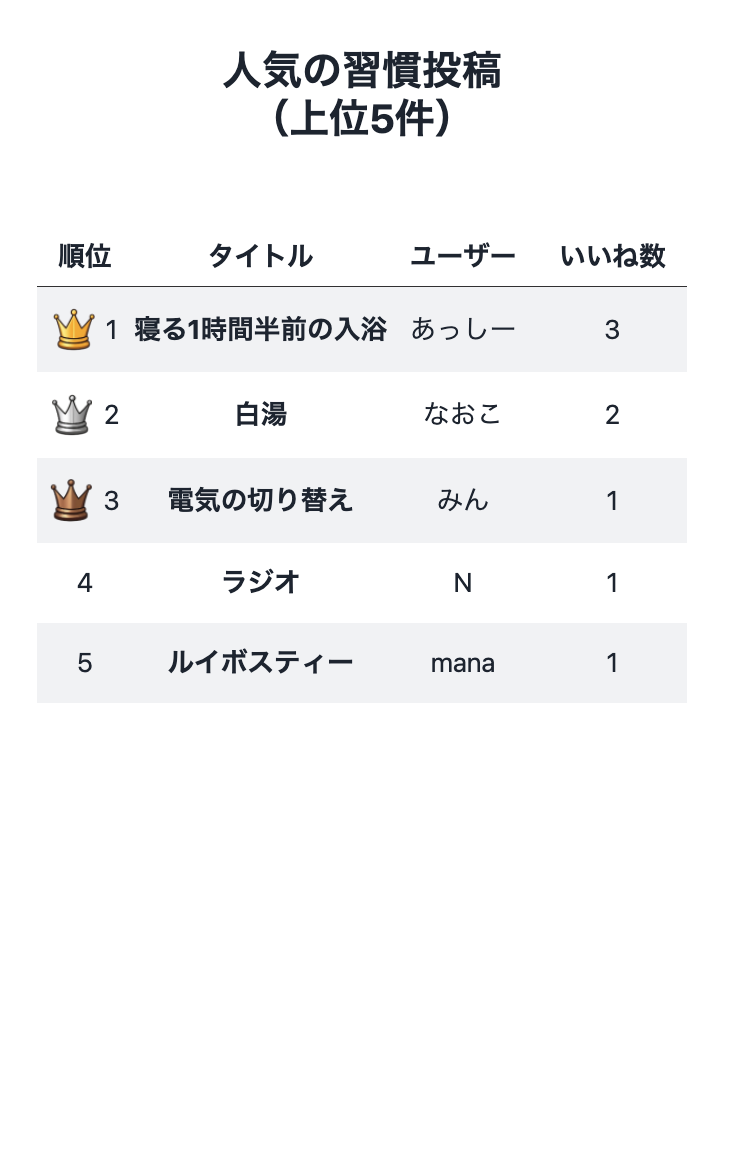 人気の習慣投稿
（上位5件）
順位 タイトル ユーザー いいね数
1 寝る1時間半前の入浴 あっしー 3
2 白湯 なおこ 2
3 電気の切り替え みん 1
4 ラジオ N 1
5 ルイボスティー mana 1